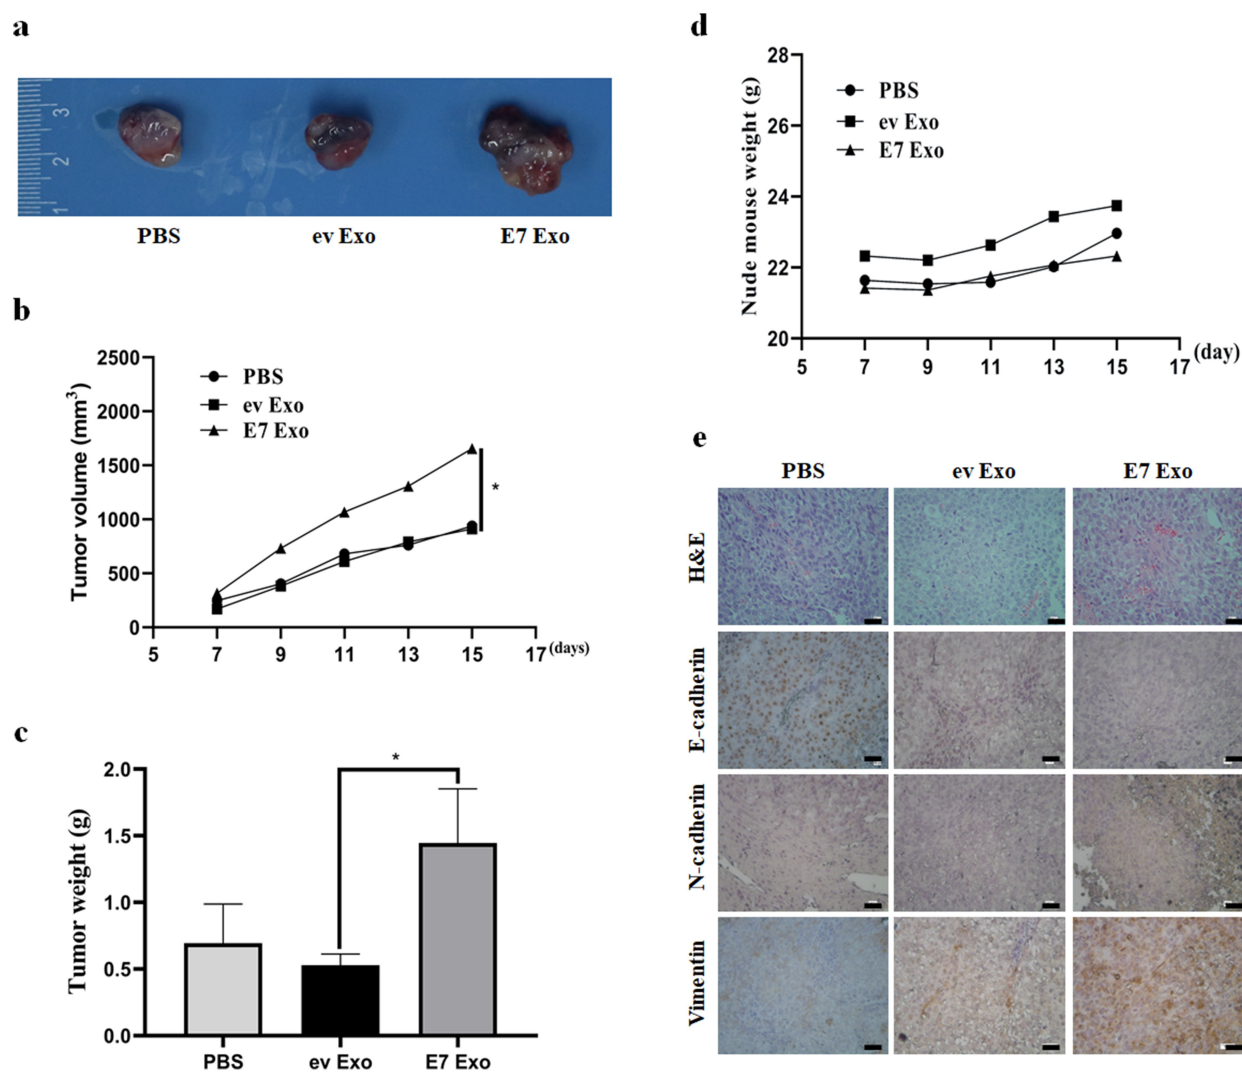 a
3
2
1
PBS ev Exo E7 Exo
b
2500
2000
1500
1000
500
0
Tumor volume (mm3)
PBS
ev Exo
E7 Exo
*
5 7 9 11 13 15 17 (days)
c
2.0
1.5
1.0
0.5
0.0
Tumor weight (g)
*
PBS ev Exo E7 Exo
d
28
26
24
22
20
Nude mouse weight (g)
PBS
ev Exo
E7 Exo
5 7 9 11 13 15 17 (day)
e
PBS ev Exo E7 Exo
H&E
E-cadherin
N-cadherin
Vimentin